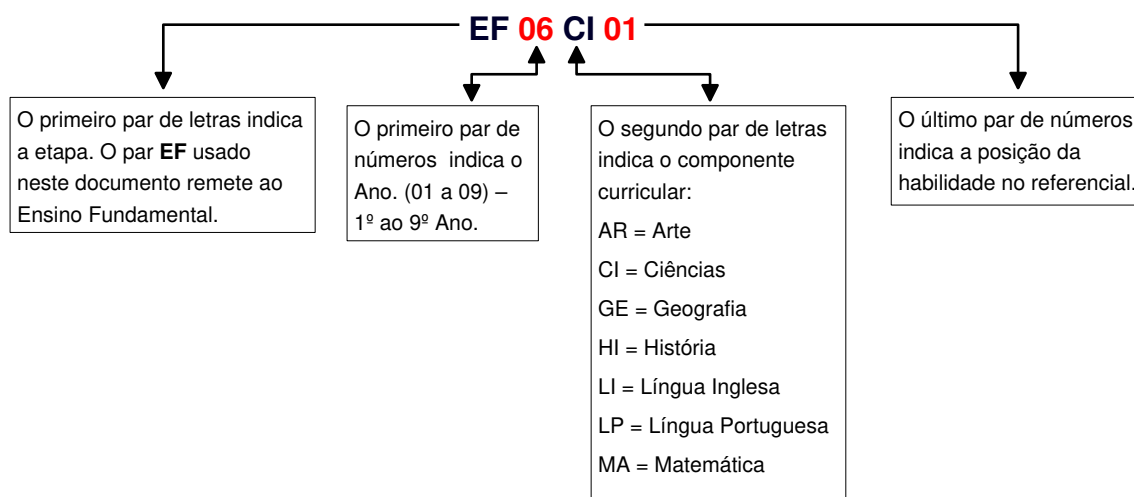 EF 06 CI 01
O primeiro par de letras indica
a etapa. O par EF usado
neste documento remete ao
Ensino Fundamental.
O primeiro par de
números indica o
Ano. (01 a 09) –
1º ao 9º Ano.
O segundo par de letras
indica o componente
curricular:
AR = Arte
CI = Ciências
GE = Geografia
HI = História
LI = Língua Inglesa
LP = Língua Portuguesa
MA = Matemática
O último par de números
indica a posição da
habilidade no referencial.